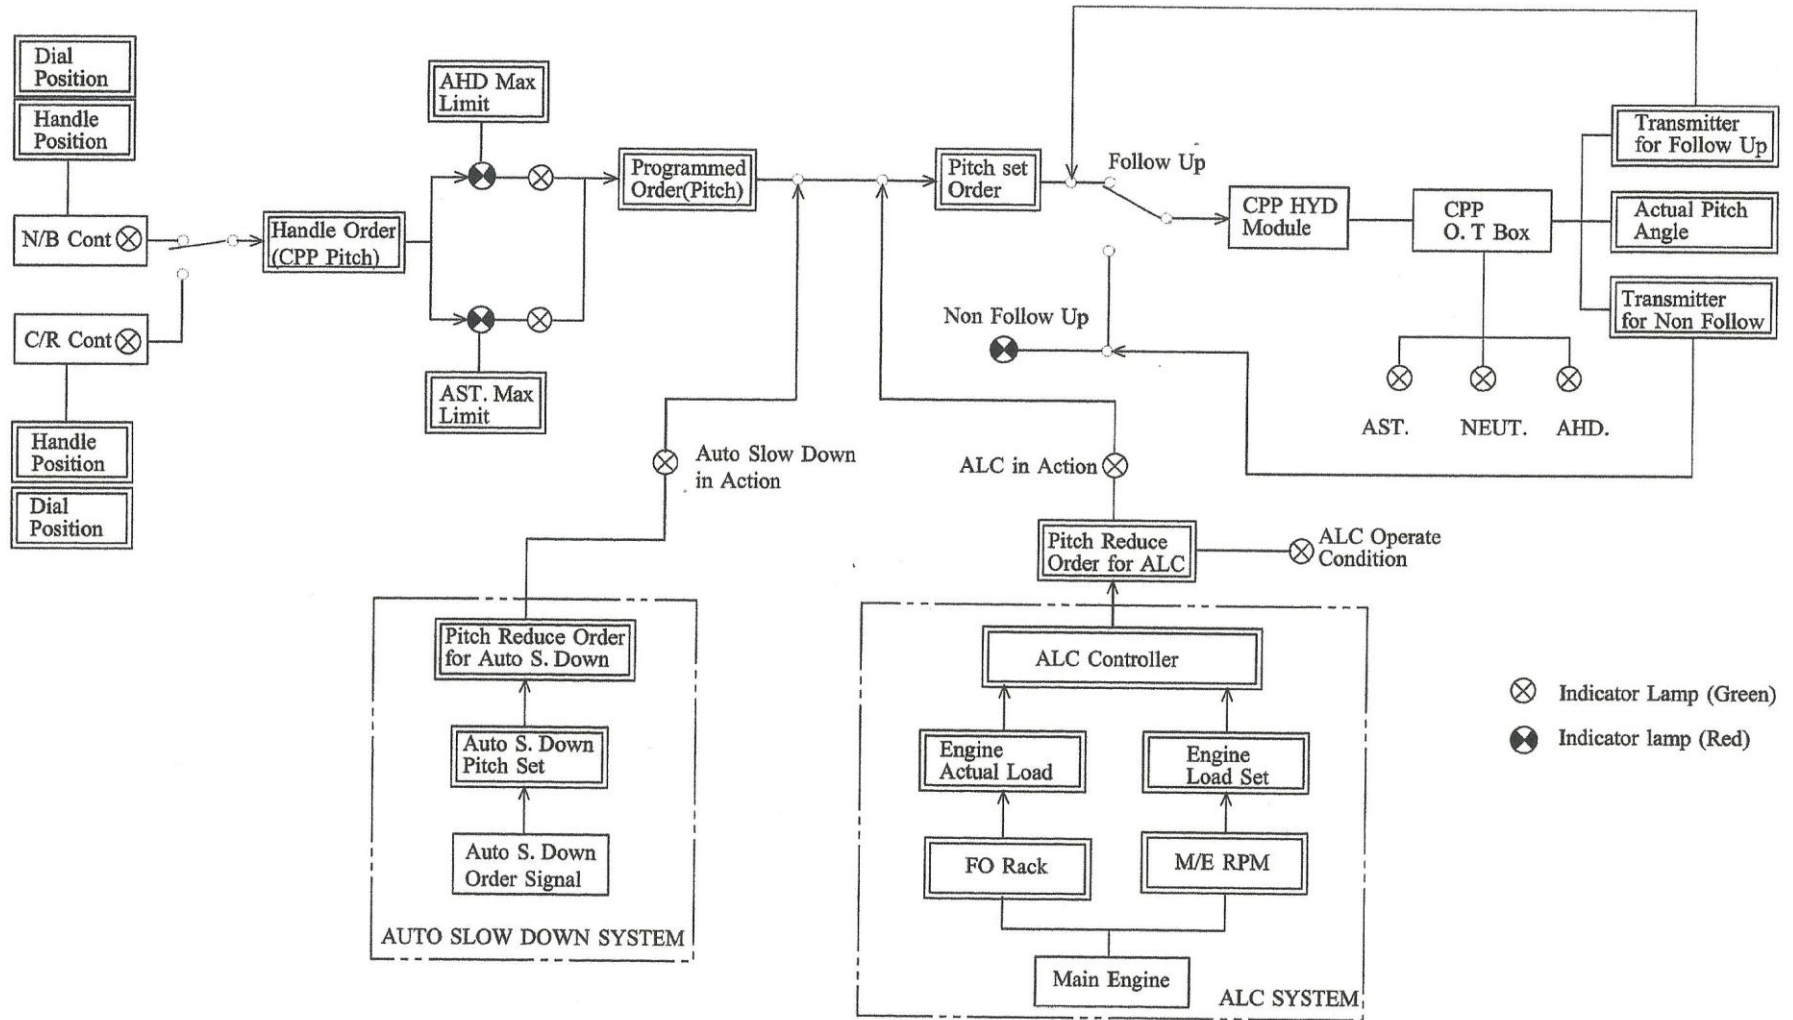 Dial
Position
Handle
Position
N/B Cont
C/R Cont
Handle
Position
Dial
Position
Handle Order
(CPP Pitch)
AHD Max
Limit
AST. Max
Limit
Programmed
Order(Pitch)
Pitch set
Order
Follow Up
Non Follow Up
CPP HYD
Module
CPP
O. T Box
Transmitter
for Follow Up
Actual Pitch
Angle
Transmitter
for Non Follow
AST.
NEUT.
AHD.
Auto Slow Down
in Action
ALC in Action
Pitch Reduce
Order for ALC
ALC Operate
Condition
Pitch Reduce Order
for Auto S. Down
Auto S. Down
Pitch Set
Auto S. Down
Order Signal
AUTO SLOW DOWN SYSTEM
ALC Controller
Engine
Actual Load
Engine
Load Set
FO Rack
M/E RPM
Main Engine
ALC SYSTEM
Indicator Lamp (Green)
Indicator lamp (Red)